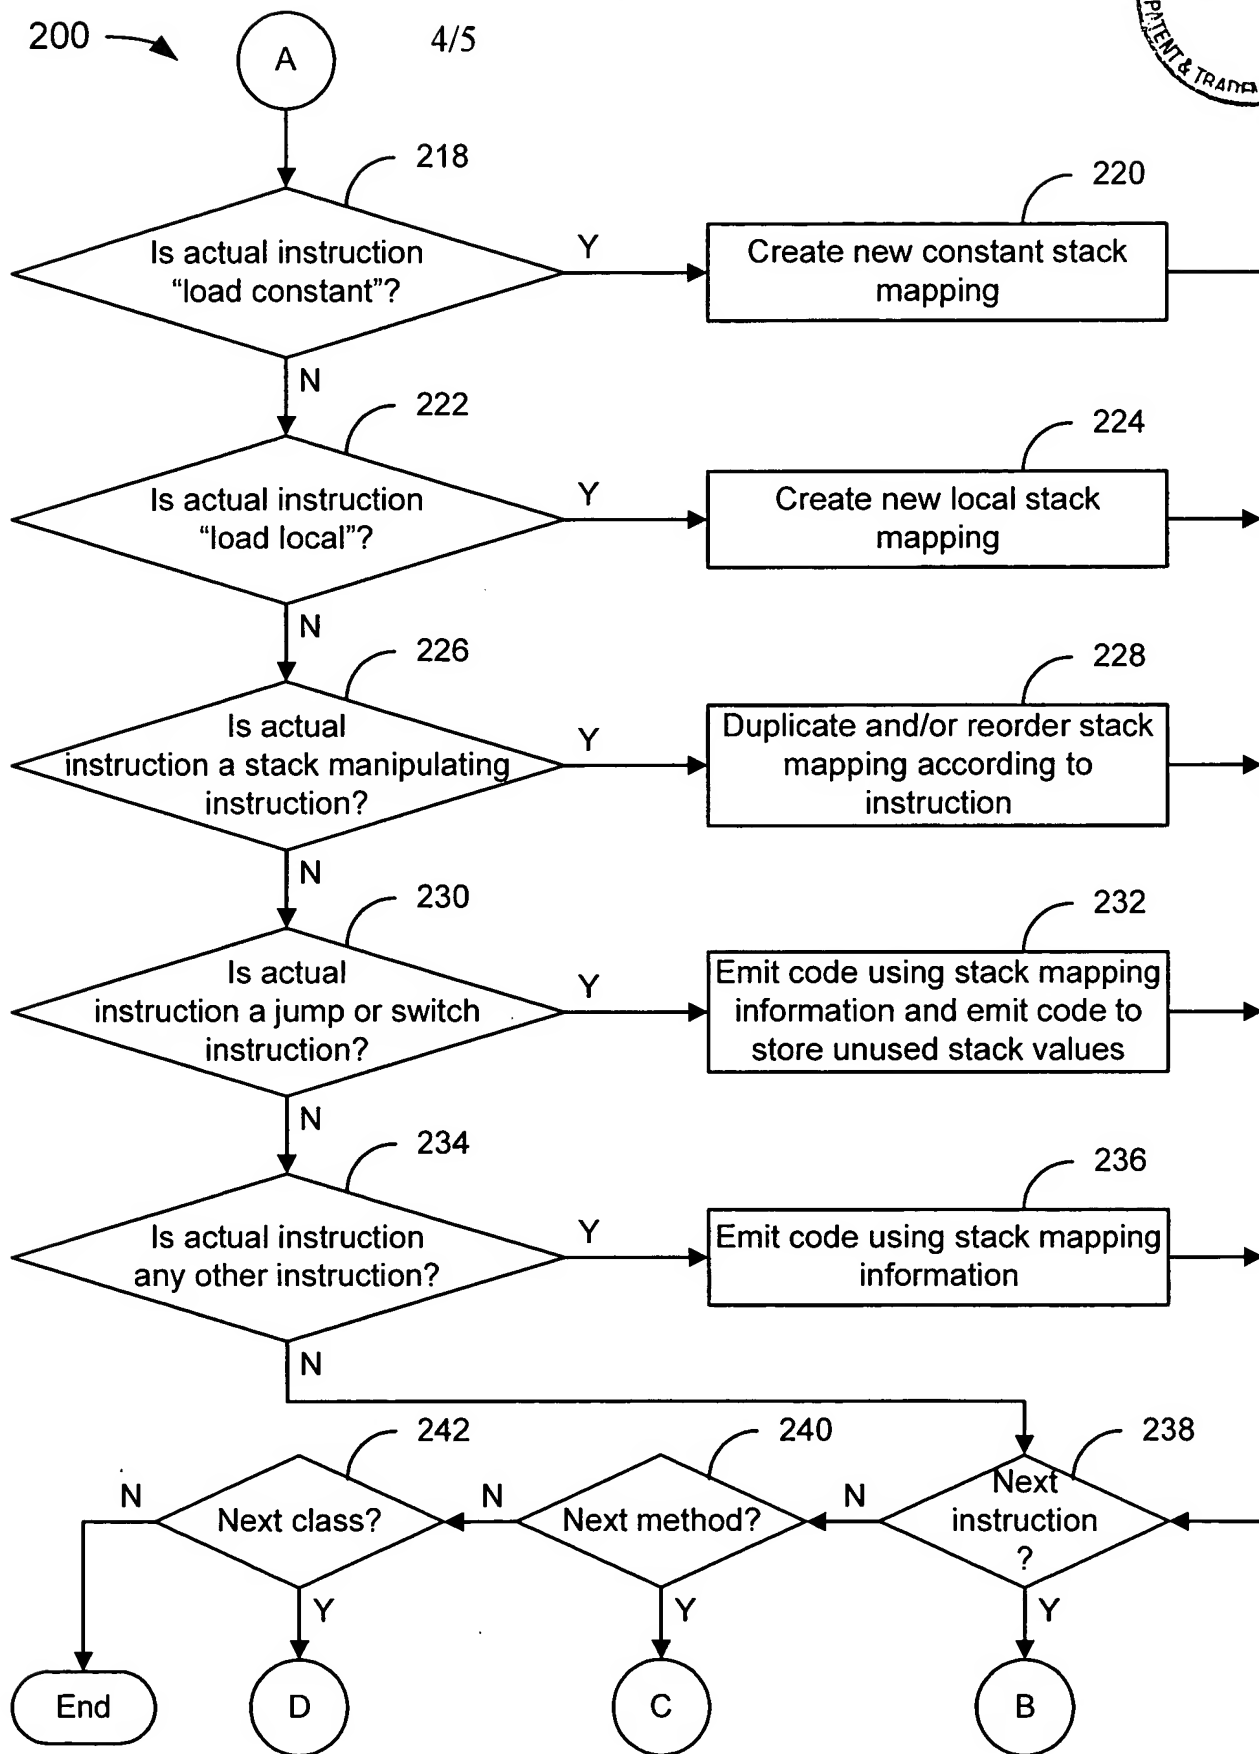 200
A
4/5
PATENT &
218
Is actual instruction
“load constant”?
Y
220
Create new constant stack
mapping
N
222
Is actual instruction
“load local”?
Y
224
Create new local stack
mapping
N
226
Is actual
instruction a stack manipulating
instruction?
Y
228
Duplicate and/or reorder stack
mapping according to
instruction
N
230
Is actual
instruction a jump or switch
instruction?
Y
232
Emit code using stack mapping
information and emit code to
store unused stack values
N
234
Is actual instruction
any other instruction?
Y
236
Emit code using stack mapping
information
N
242
240
238
N
Next class?
N
Next method?
N
Next
instruction
?
Y
Y
Y
End
D
C
B